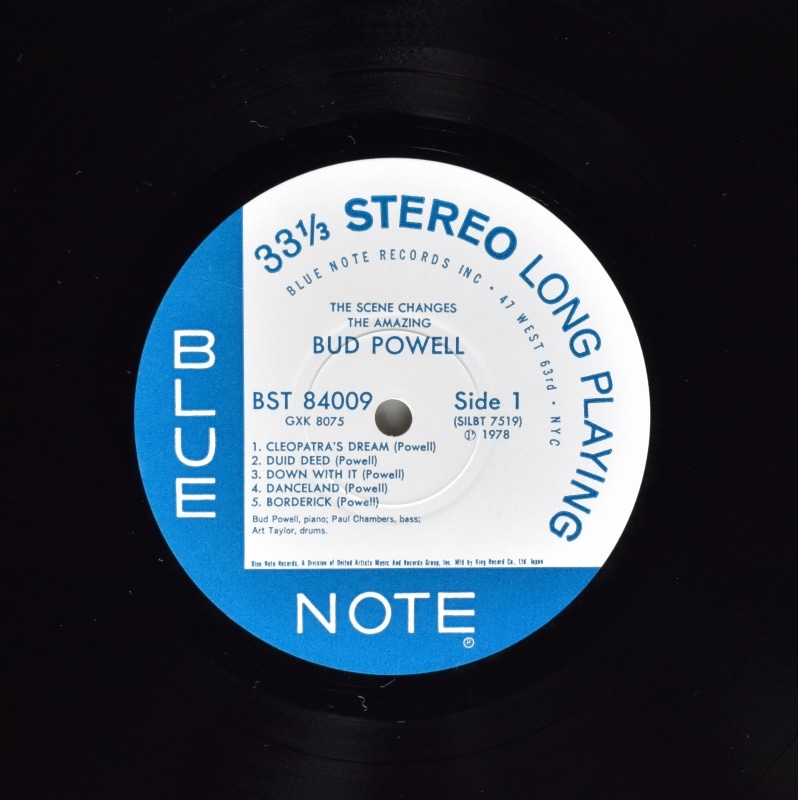 33⅓ STEREO LONG PLAYING
BLUE NOTE RECORDS INC • 47 WEST 63rd • NYC
THE SCENE CHANGES
THE AMAZING
BUD POWELL
BST 84009
GXK 8075
Side 1
(SILBT 7519)
Ⓟ 1978
1. CLEOPATRA'S DREAM (Powell)
2. DUID DEED (Powell)
3. DOWN WITH IT (Powell)
4. DANCELAND (Powell)
5. BORDERICK (Powell)
Bud Powell, piano; Paul Chambers, bass;
Art Taylor, drums.
Blue Note Records, A Division of United Artists Music And Records Group, Inc. Mfd by King Record Co., Ltd Japan
BLUE
NOTE
®